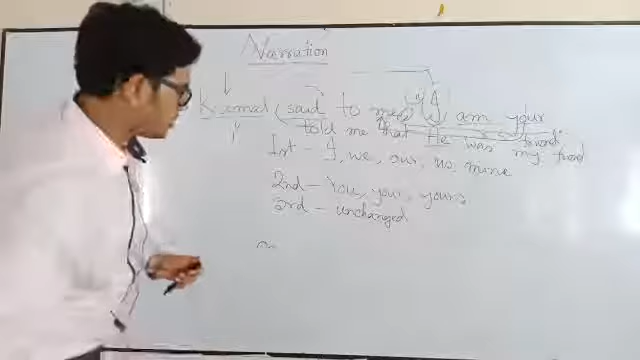 Narration
Kamal said to me, "I am your friend"
told me that He was my friend
1st - I, we, our, us, mine
2nd - You, your, yours
3rd - unchanged